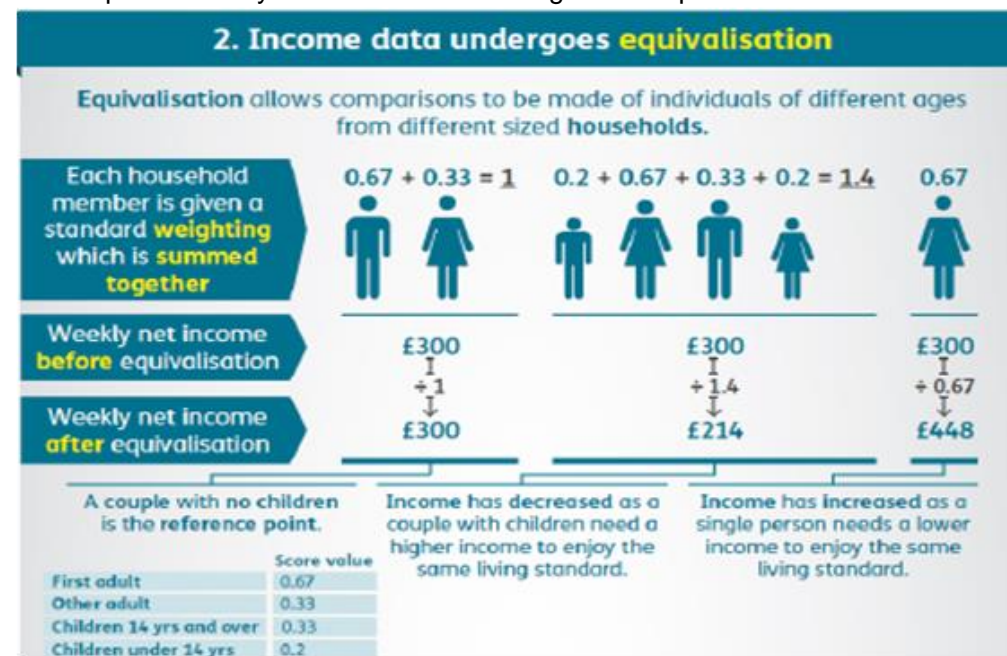 2. Income data undergoes equivalisation
Equivalisation allows comparisons to be made of individuals of different ages
from different sized households.
Each household
member is given a
standard weighting
which is summed
together
0.67 + 0.33 = 1
0.2 + 0.67 + 0.33 + 0.2 = 1.4
0.67
Weekly net income
before equivalisation
£300
£300
£300
÷ 1
÷ 1.4
÷ 0.67
Weekly net income
after equivalisation
£300
£214
£448
A couple with no children
is the reference point.
Income has decreased as a
couple with children need a
higher income to enjoy the
same living standard.
Income has increased as a
single person needs a lower
income to enjoy the same
living standard.
Score value
First adult 0.67
Other adult 0.33
Children 14 yrs and over 0.33
Children under 14 yrs 0.2